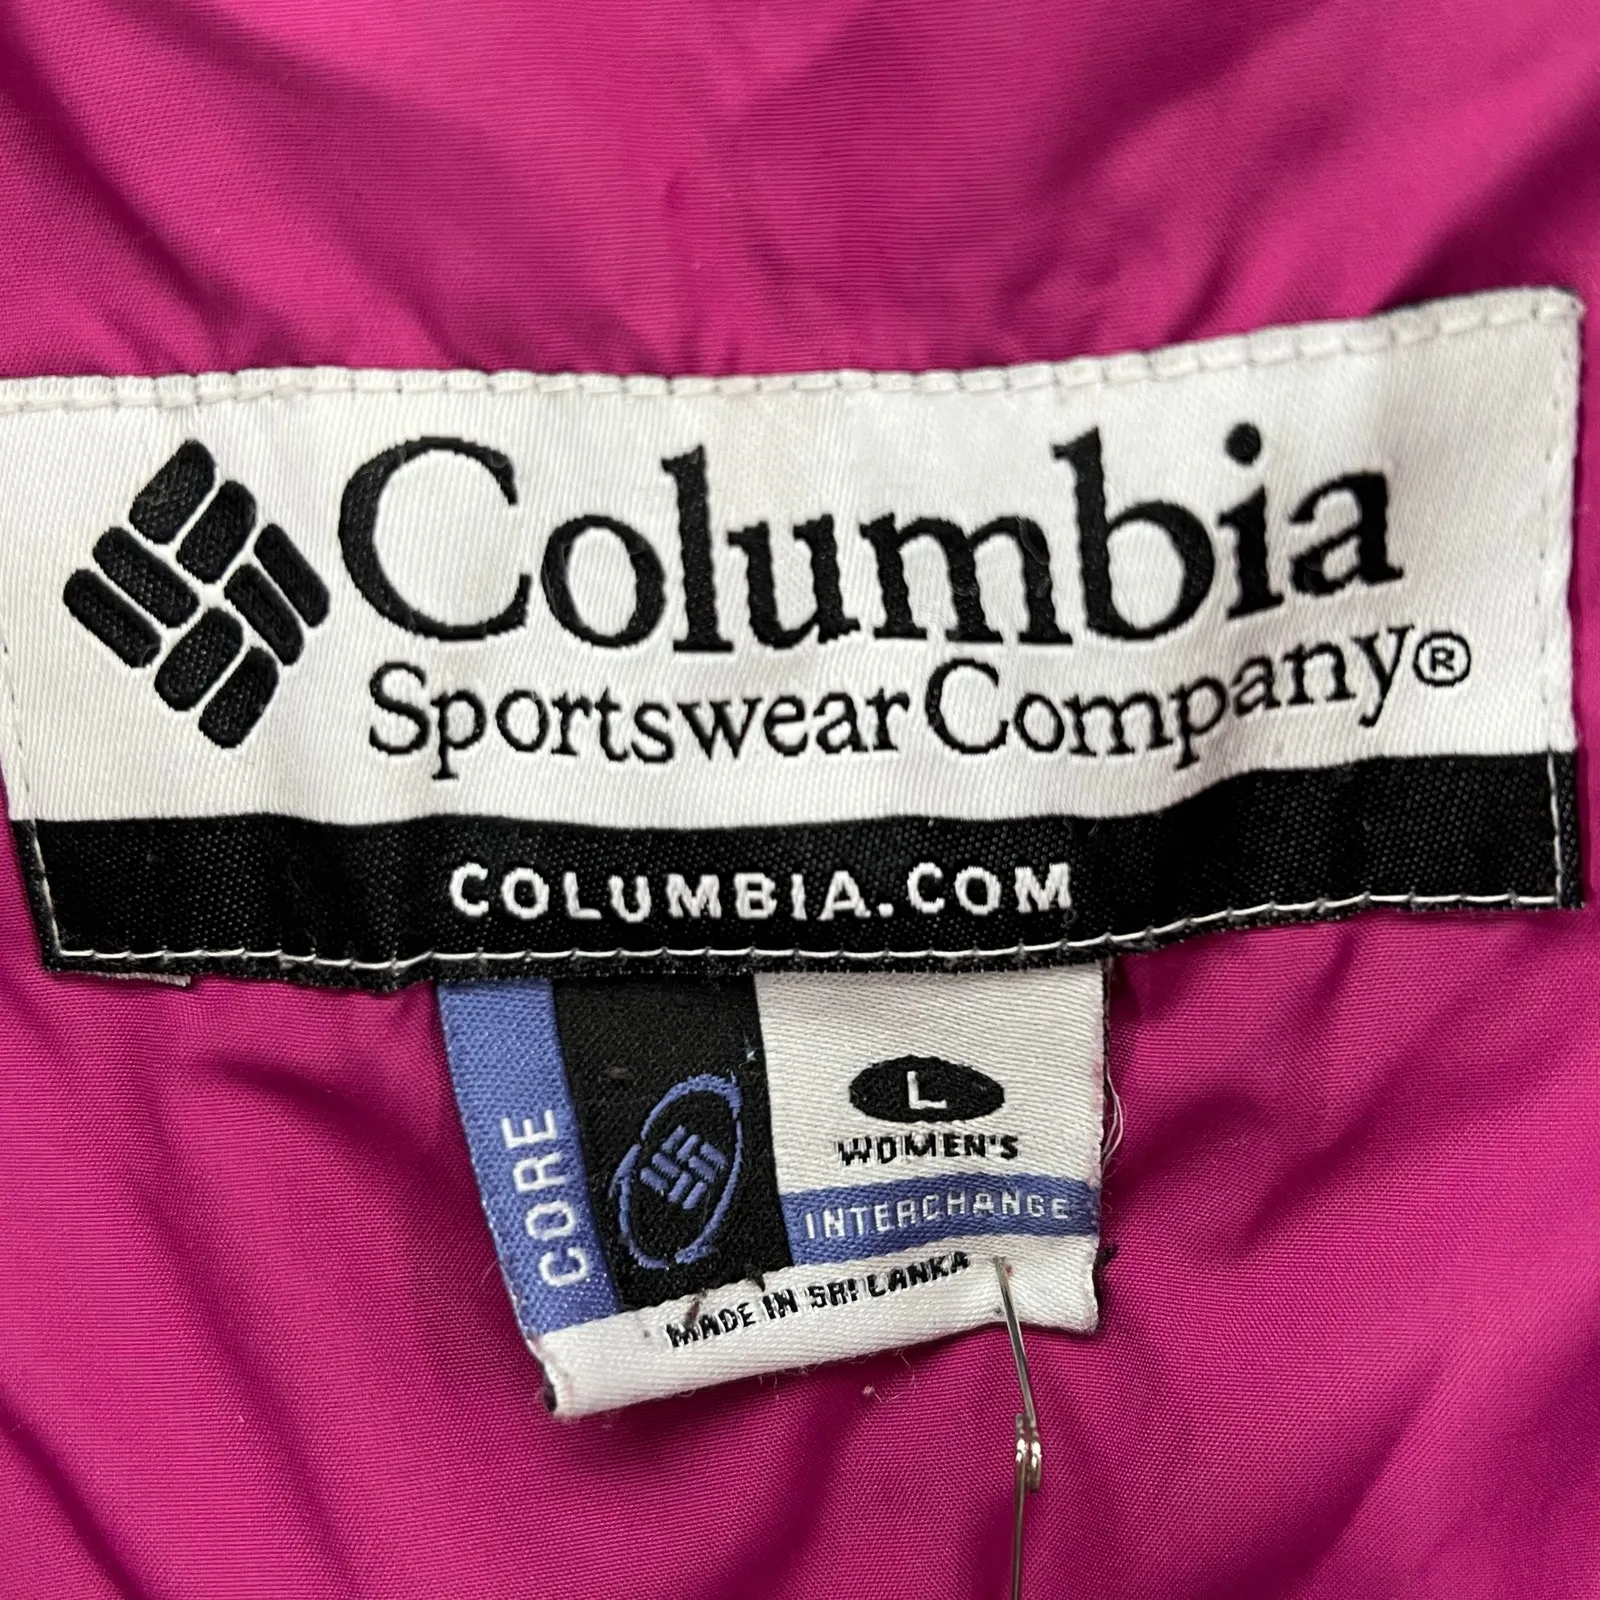 Columbia
Sportswear Company®
COLUMBIA.COM
CORE
L
WOMEN'S
INTERCHANGE
MADE IN SRI LANKA